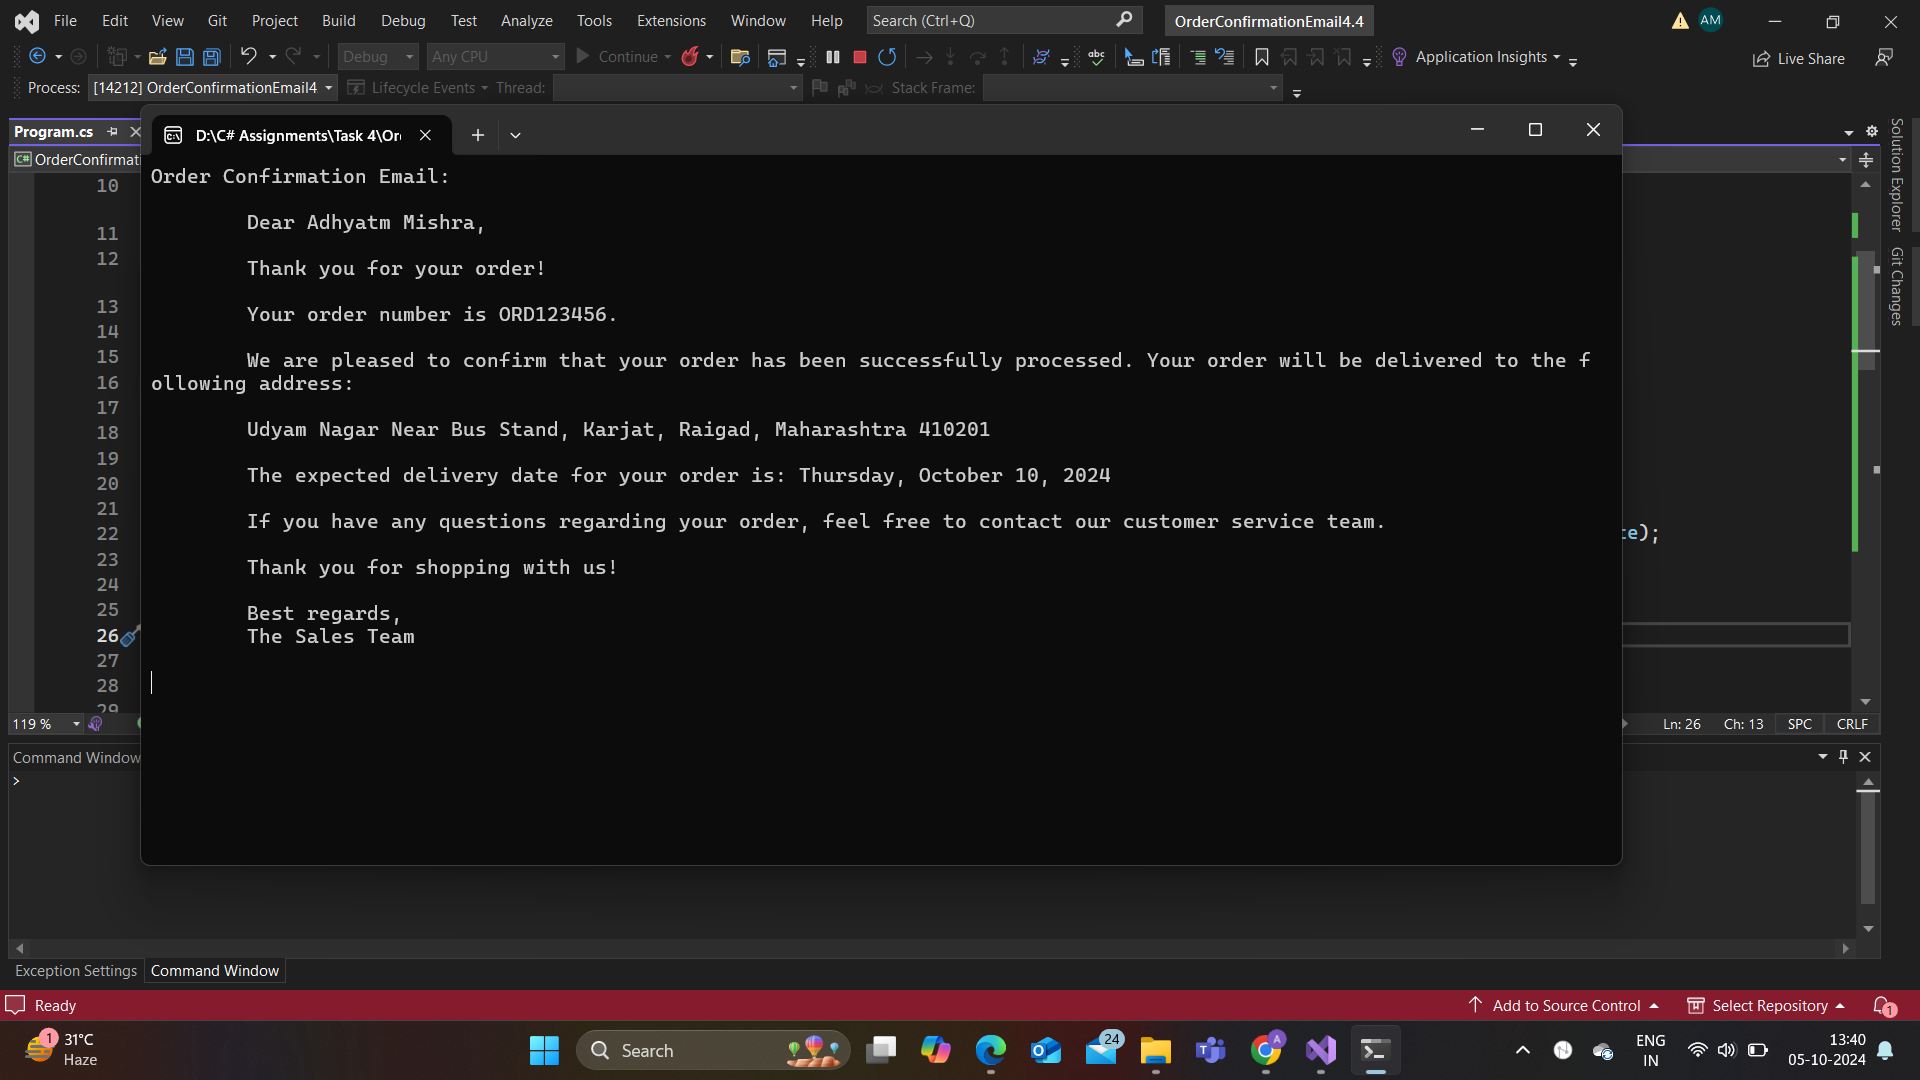 File Edit View Git Project Build Debug Test Analyze Tools Extensions Window Help Search (Ctrl+Q) OrderConfirmationEmail4.4 AM
Debug Any CPU Continue abc Application Insights Live Share
Process: [14212] OrderConfirmationEmail4 Lifecycle Events Thread: Stack Frame:
Program.cs
D:\C# Assignments\Task 4\Or
C# OrderConfirmati
Order Confirmation Email:
Dear Adhyatm Mishra,
Thank you for your order!
Your order number is ORD123456.
We are pleased to confirm that your order has been successfully processed. Your order will be delivered to the f
ollowing address:
Udyam Nagar Near Bus Stand, Karjat, Raigad, Maharashtra 410201
The expected delivery date for your order is: Thursday, October 10, 2024
If you have any questions regarding your order, feel free to contact our customer service team.
Thank you for shopping with us!
Best regards,
The Sales Team
10
11
12
13
14
15
16
17
18
19
20
21
22
te);
23
24
25
26
27
28
29
Solution Explorer
Git Changes
119 % Ln: 26 Ch: 13 SPC CRLF
Command Window
>
Exception Settings Command Window
Ready Add to Source Control Select Repository 1
1 31°C
Haze
Search
24
ENG
IN
13:40
05-10-2024